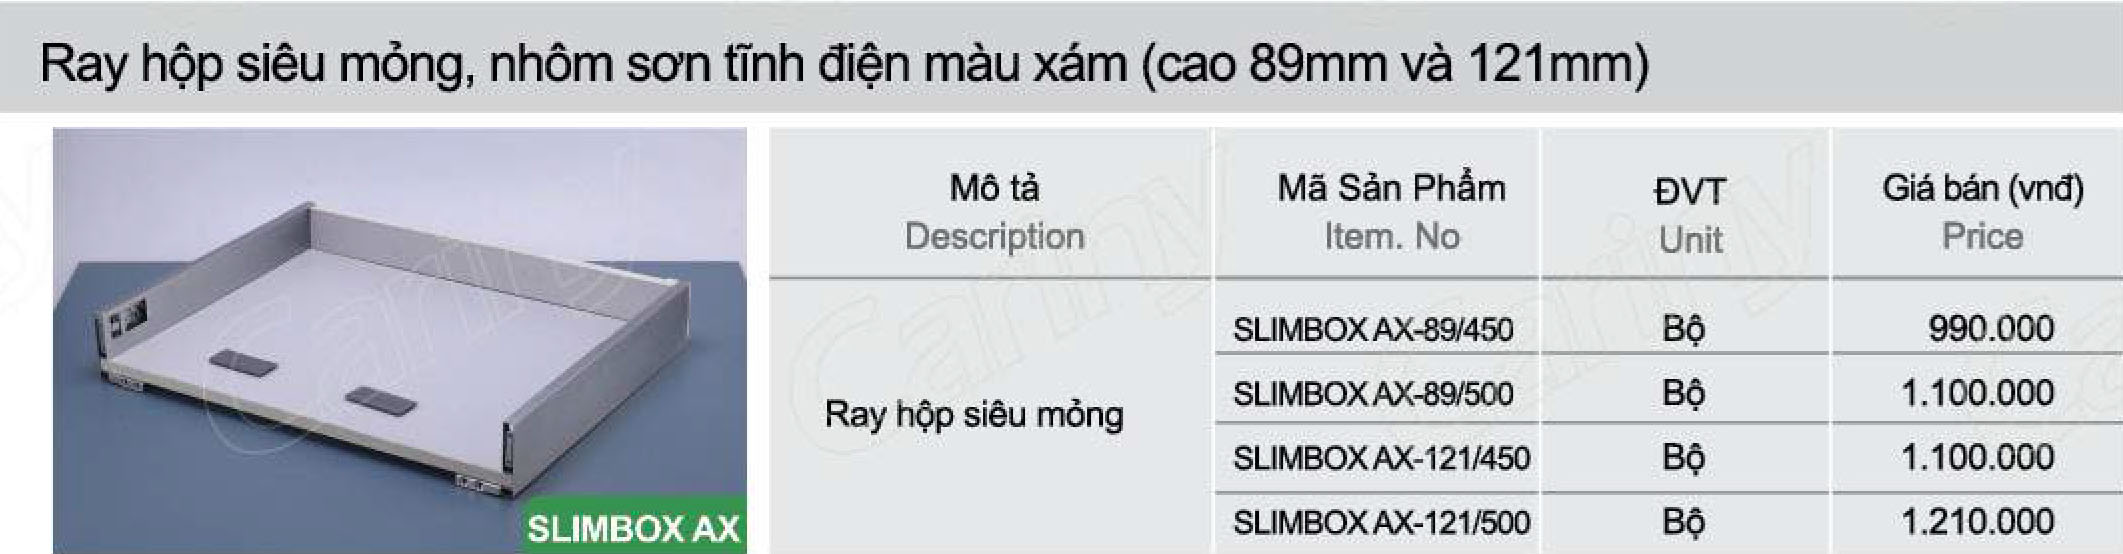 Ray hộp siêu mỏng, nhôm sơn tĩnh điện màu xám (cao 89mm và 121mm)
Mô tả Mã Sản Phẩm ĐVT Giá bán (vnđ)
Description Item. No Unit Price
SLIMBOX AX-89/450 Bộ 990.000
SLIMBOX AX-89/500 Bộ 1.100.000
Ray hộp siêu mỏng
SLIMBOX AX-121/450 Bộ 1.100.000
SLIMBOX AX-121/500 Bộ 1.210.000
SLIMBOX AX
Cariny
Cariny
Cariny